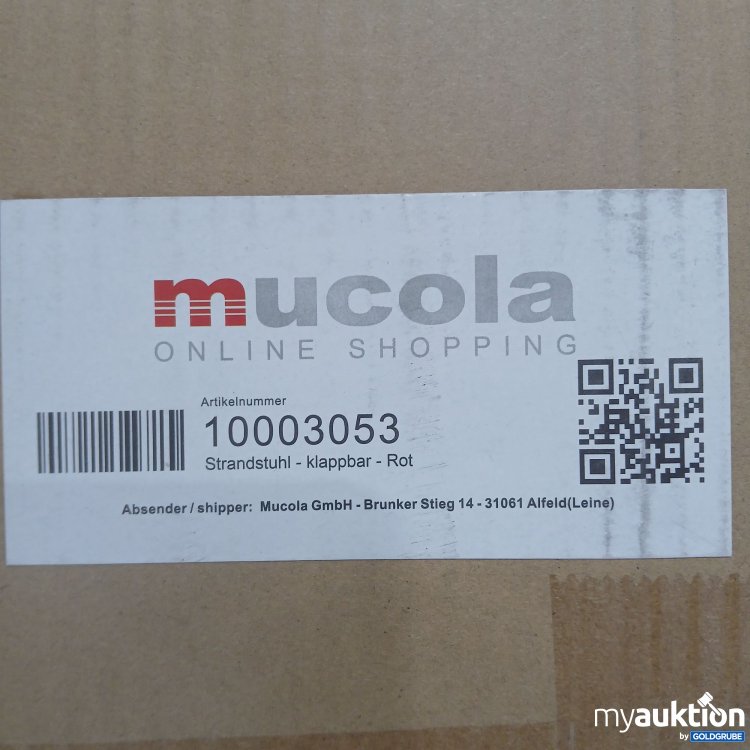 mucola
ONLINE SHOPPING
Artikelnummer
10003053
Strandstuhl - klappbar - Rot
Absender / shipper: Mucola GmbH - Brunker Stieg 14 - 31061 Alfeld(Leine)
myauktion
by GOLDGRUBE